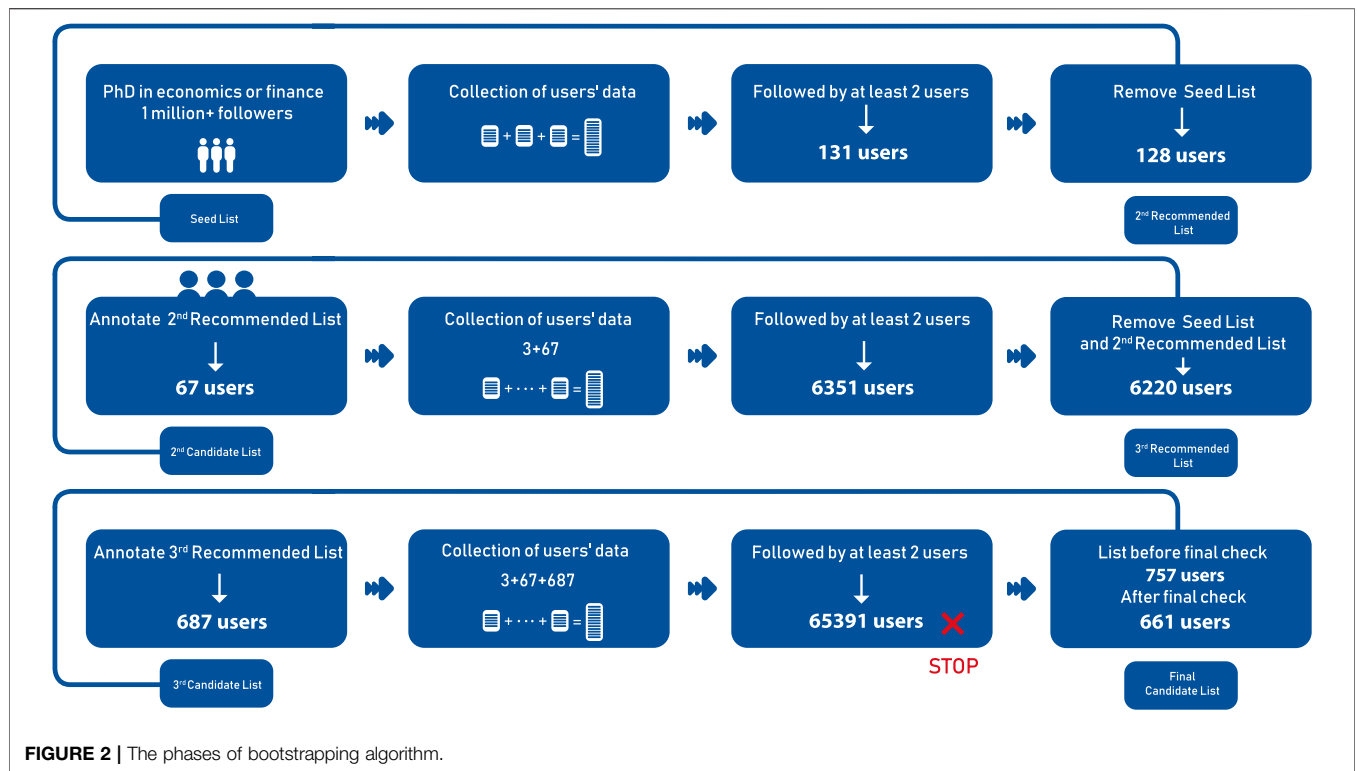 PhD in economics or finance
1 million+ followers
Seed List
Collection of users' data
+ + =
Followed by at least 2 users
131 users
Remove Seed List
128 users
2nd Recommended
List
Annotate 2nd Recommended List
67 users
2nd Candidate List
Collection of users' data
3+67
+ ··· + =
Followed by at least 2 users
6351 users
Remove Seed List
and 2nd Recommended List
6220 users
3rd Recommended
List
Annotate 3rd Recommended List
687 users
3rd Candidate List
Collection of users' data
3+67+687
+ ··· + =
Followed by at least 2 users
65391 users
STOP
List before final check
757 users
After final check
661 users
Final
Candidate List
FIGURE 2 | The phases of bootstrapping algorithm.